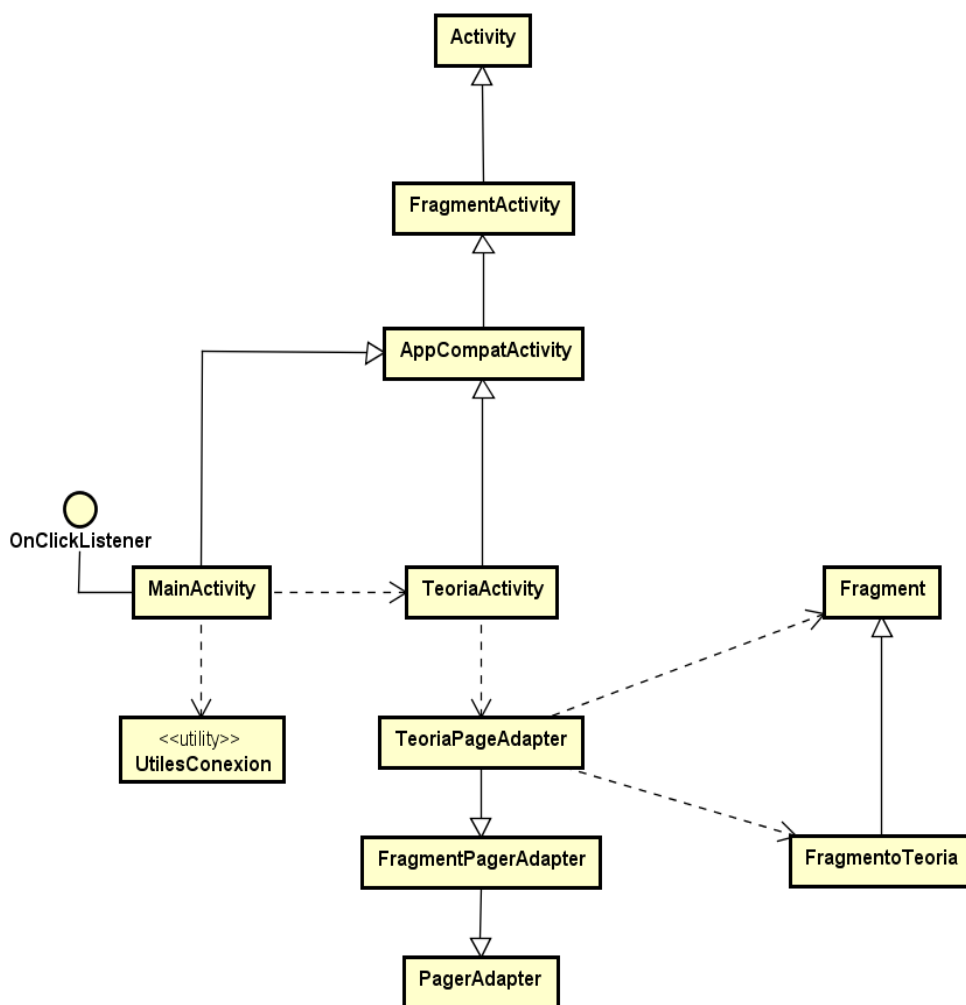 Activity
FragmentActivity
AppCompatActivity
OnClickListener
MainActivity
TeoriaActivity
Fragment
<<utility>>
UtilesConexion
TeoriaPageAdapter
FragmentPagerAdapter
FragmentoTeoria
PagerAdapter